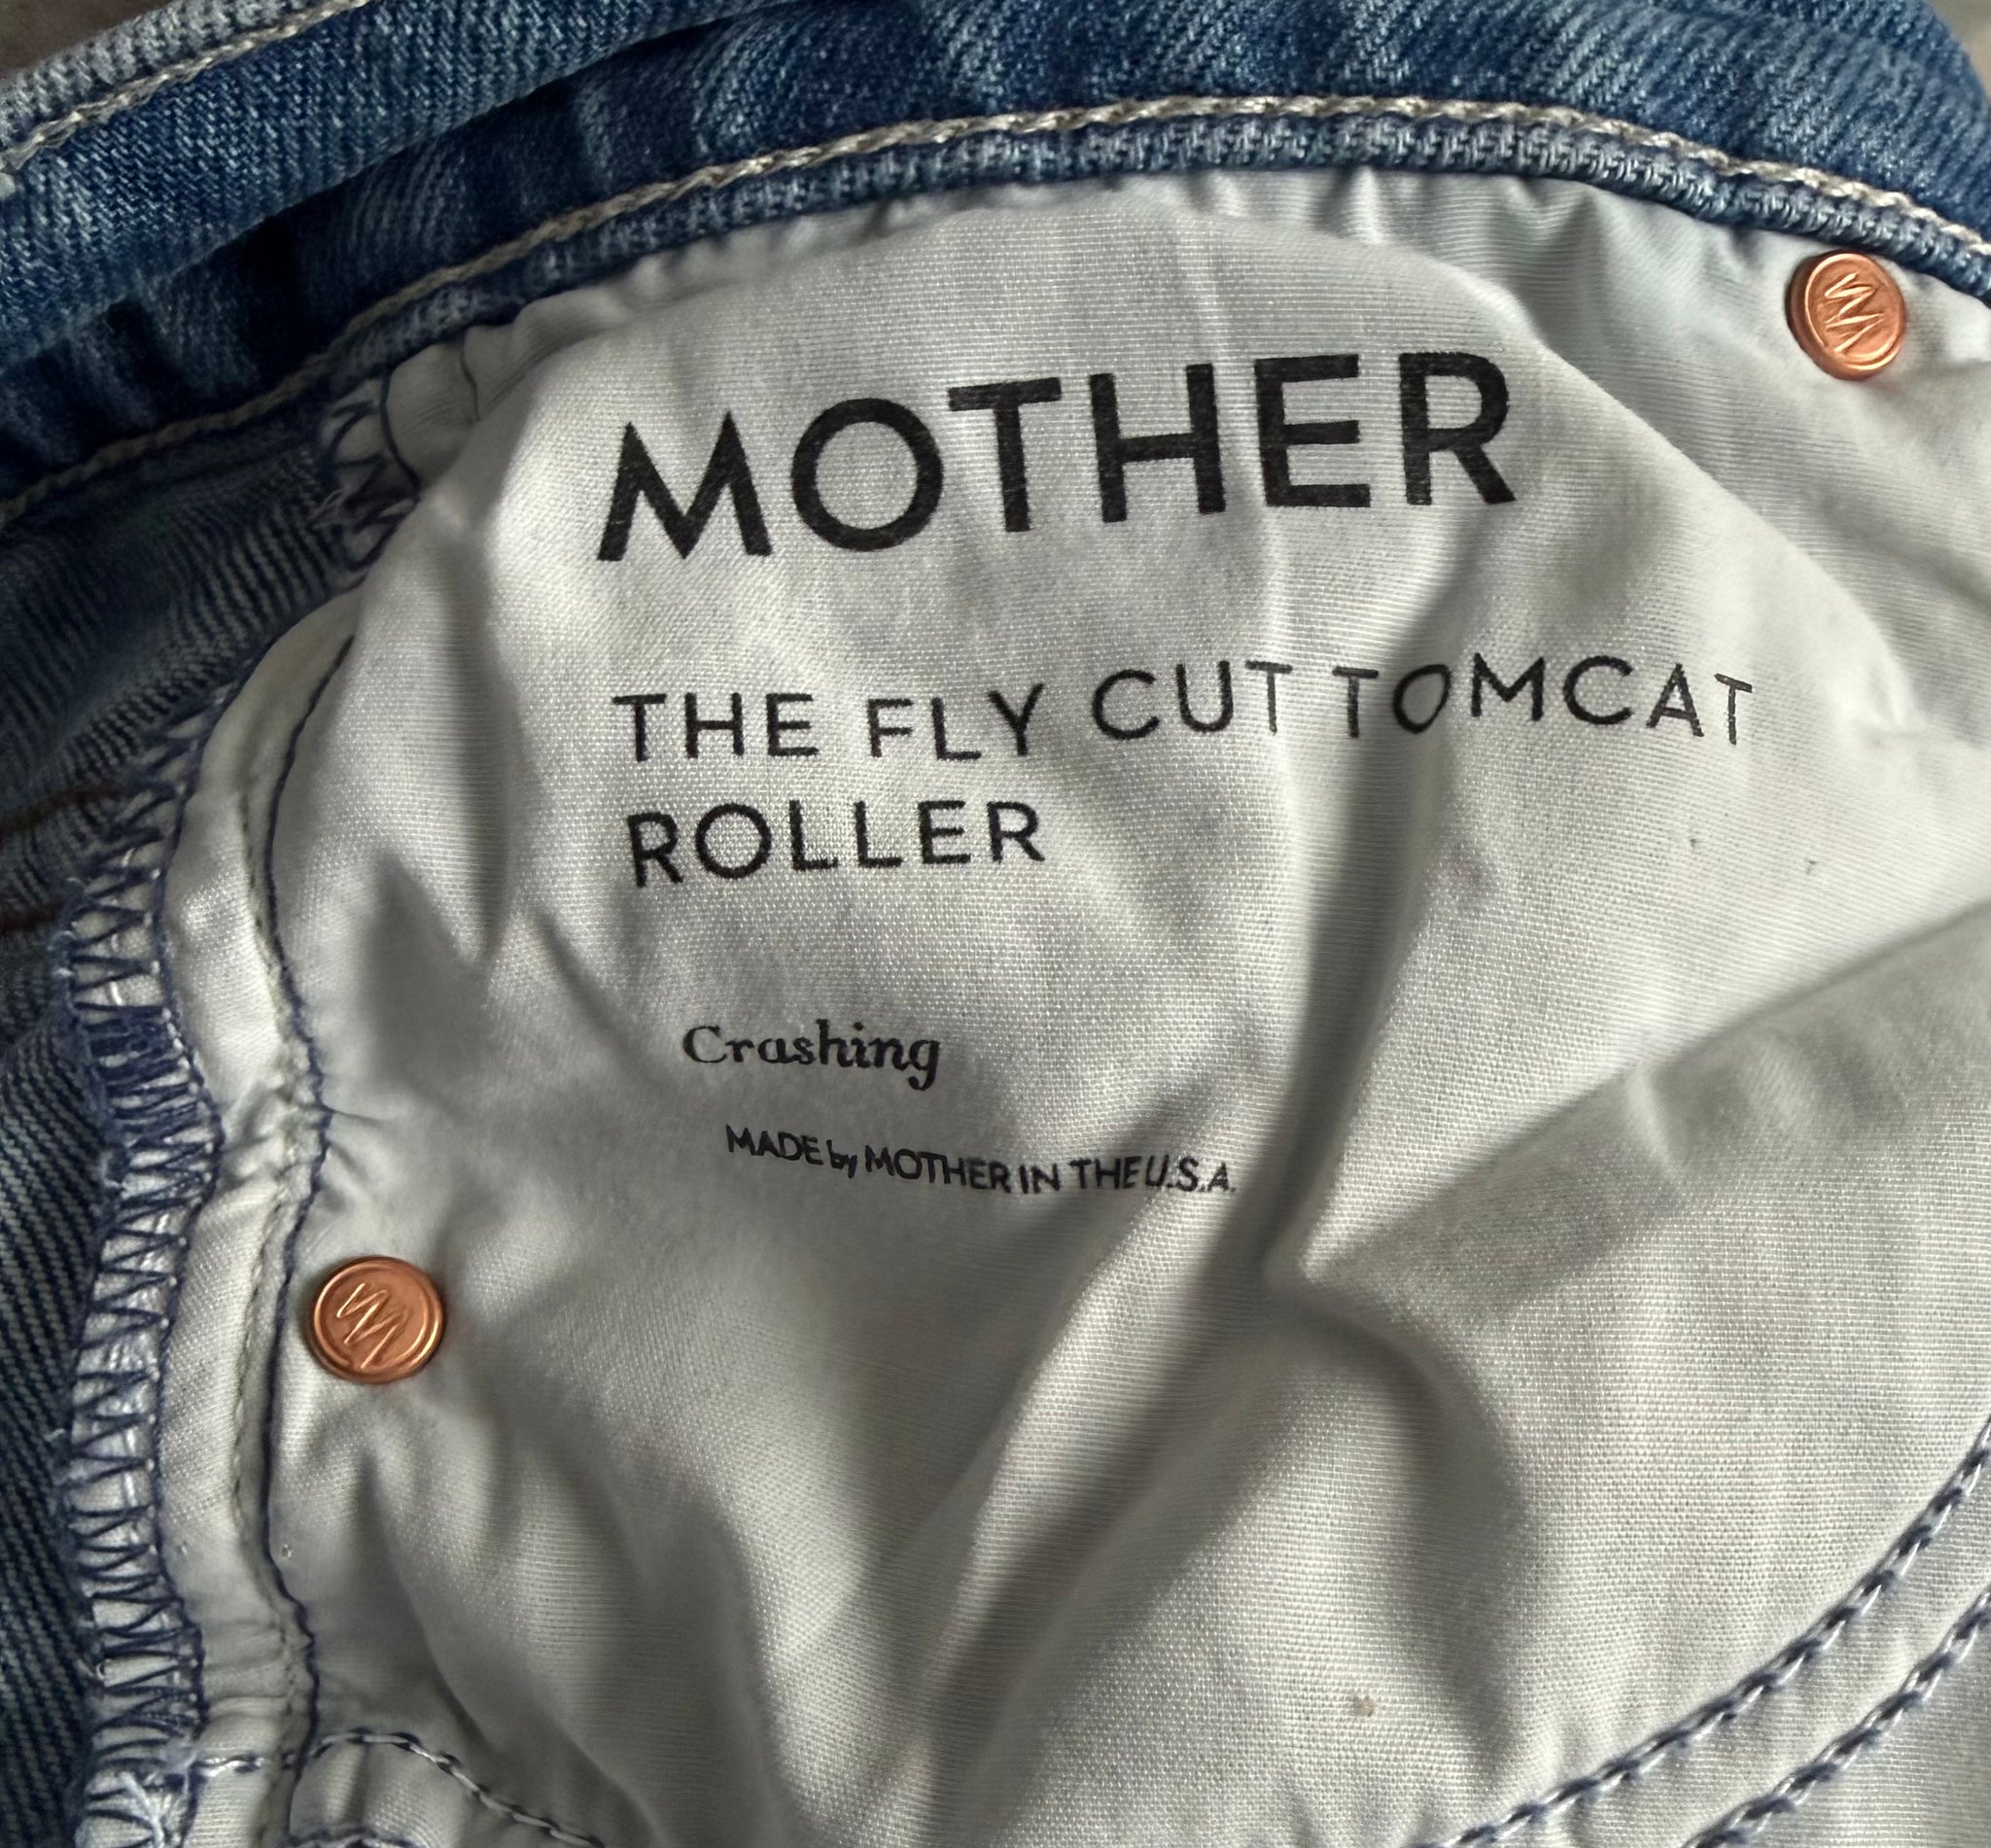 MOTHER
THE FLY CUT TOMCAT
ROLLER
Crashing
MADE by MOTHER IN THE U.S.A.